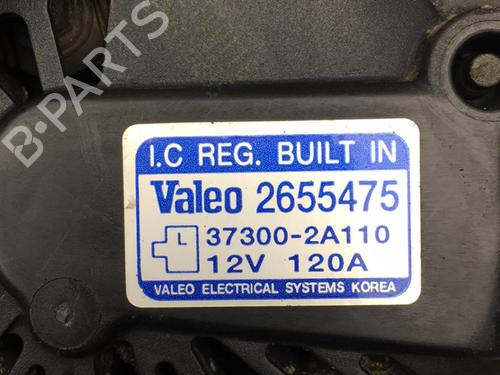 B-PARTS
I.C REG. BUILT IN
Valeo 2655475
L 37300-2A110
12V 120A
VALEO ELECTRICAL SYSTEMS KOREA